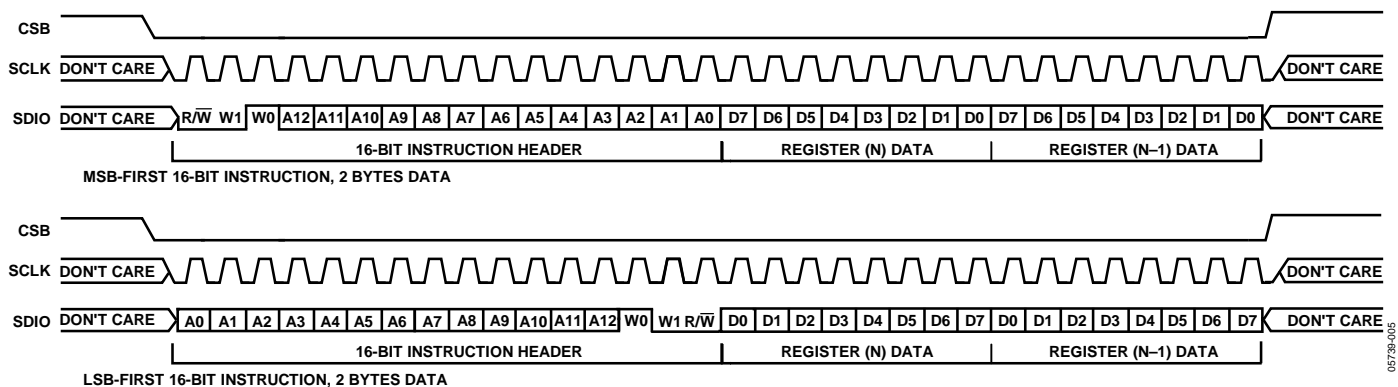 CSB
SCLK DON'T CARE DON'T CARE
SDIO DON'T CARE R/W̅ W1 W0 A12 A11 A10 A9 A8 A7 A6 A5 A4 A3 A2 A1 A0 D7 D6 D5 D4 D3 D2 D1 D0 D7 D6 D5 D4 D3 D2 D1 D0 DON'T CARE
16-BIT INSTRUCTION HEADER REGISTER (N) DATA REGISTER (N–1) DATA
MSB-FIRST 16-BIT INSTRUCTION, 2 BYTES DATA
CSB
SCLK DON'T CARE DON'T CARE
SDIO DON'T CARE A0 A1 A2 A3 A4 A5 A6 A7 A8 A9 A10 A11 A12 W0 W1 R/W̅ D0 D1 D2 D3 D4 D5 D6 D7 D0 D1 D2 D3 D4 D5 D6 D7 DON'T CARE
16-BIT INSTRUCTION HEADER REGISTER (N) DATA REGISTER (N–1) DATA
LSB-FIRST 16-BIT INSTRUCTION, 2 BYTES DATA
05739-005